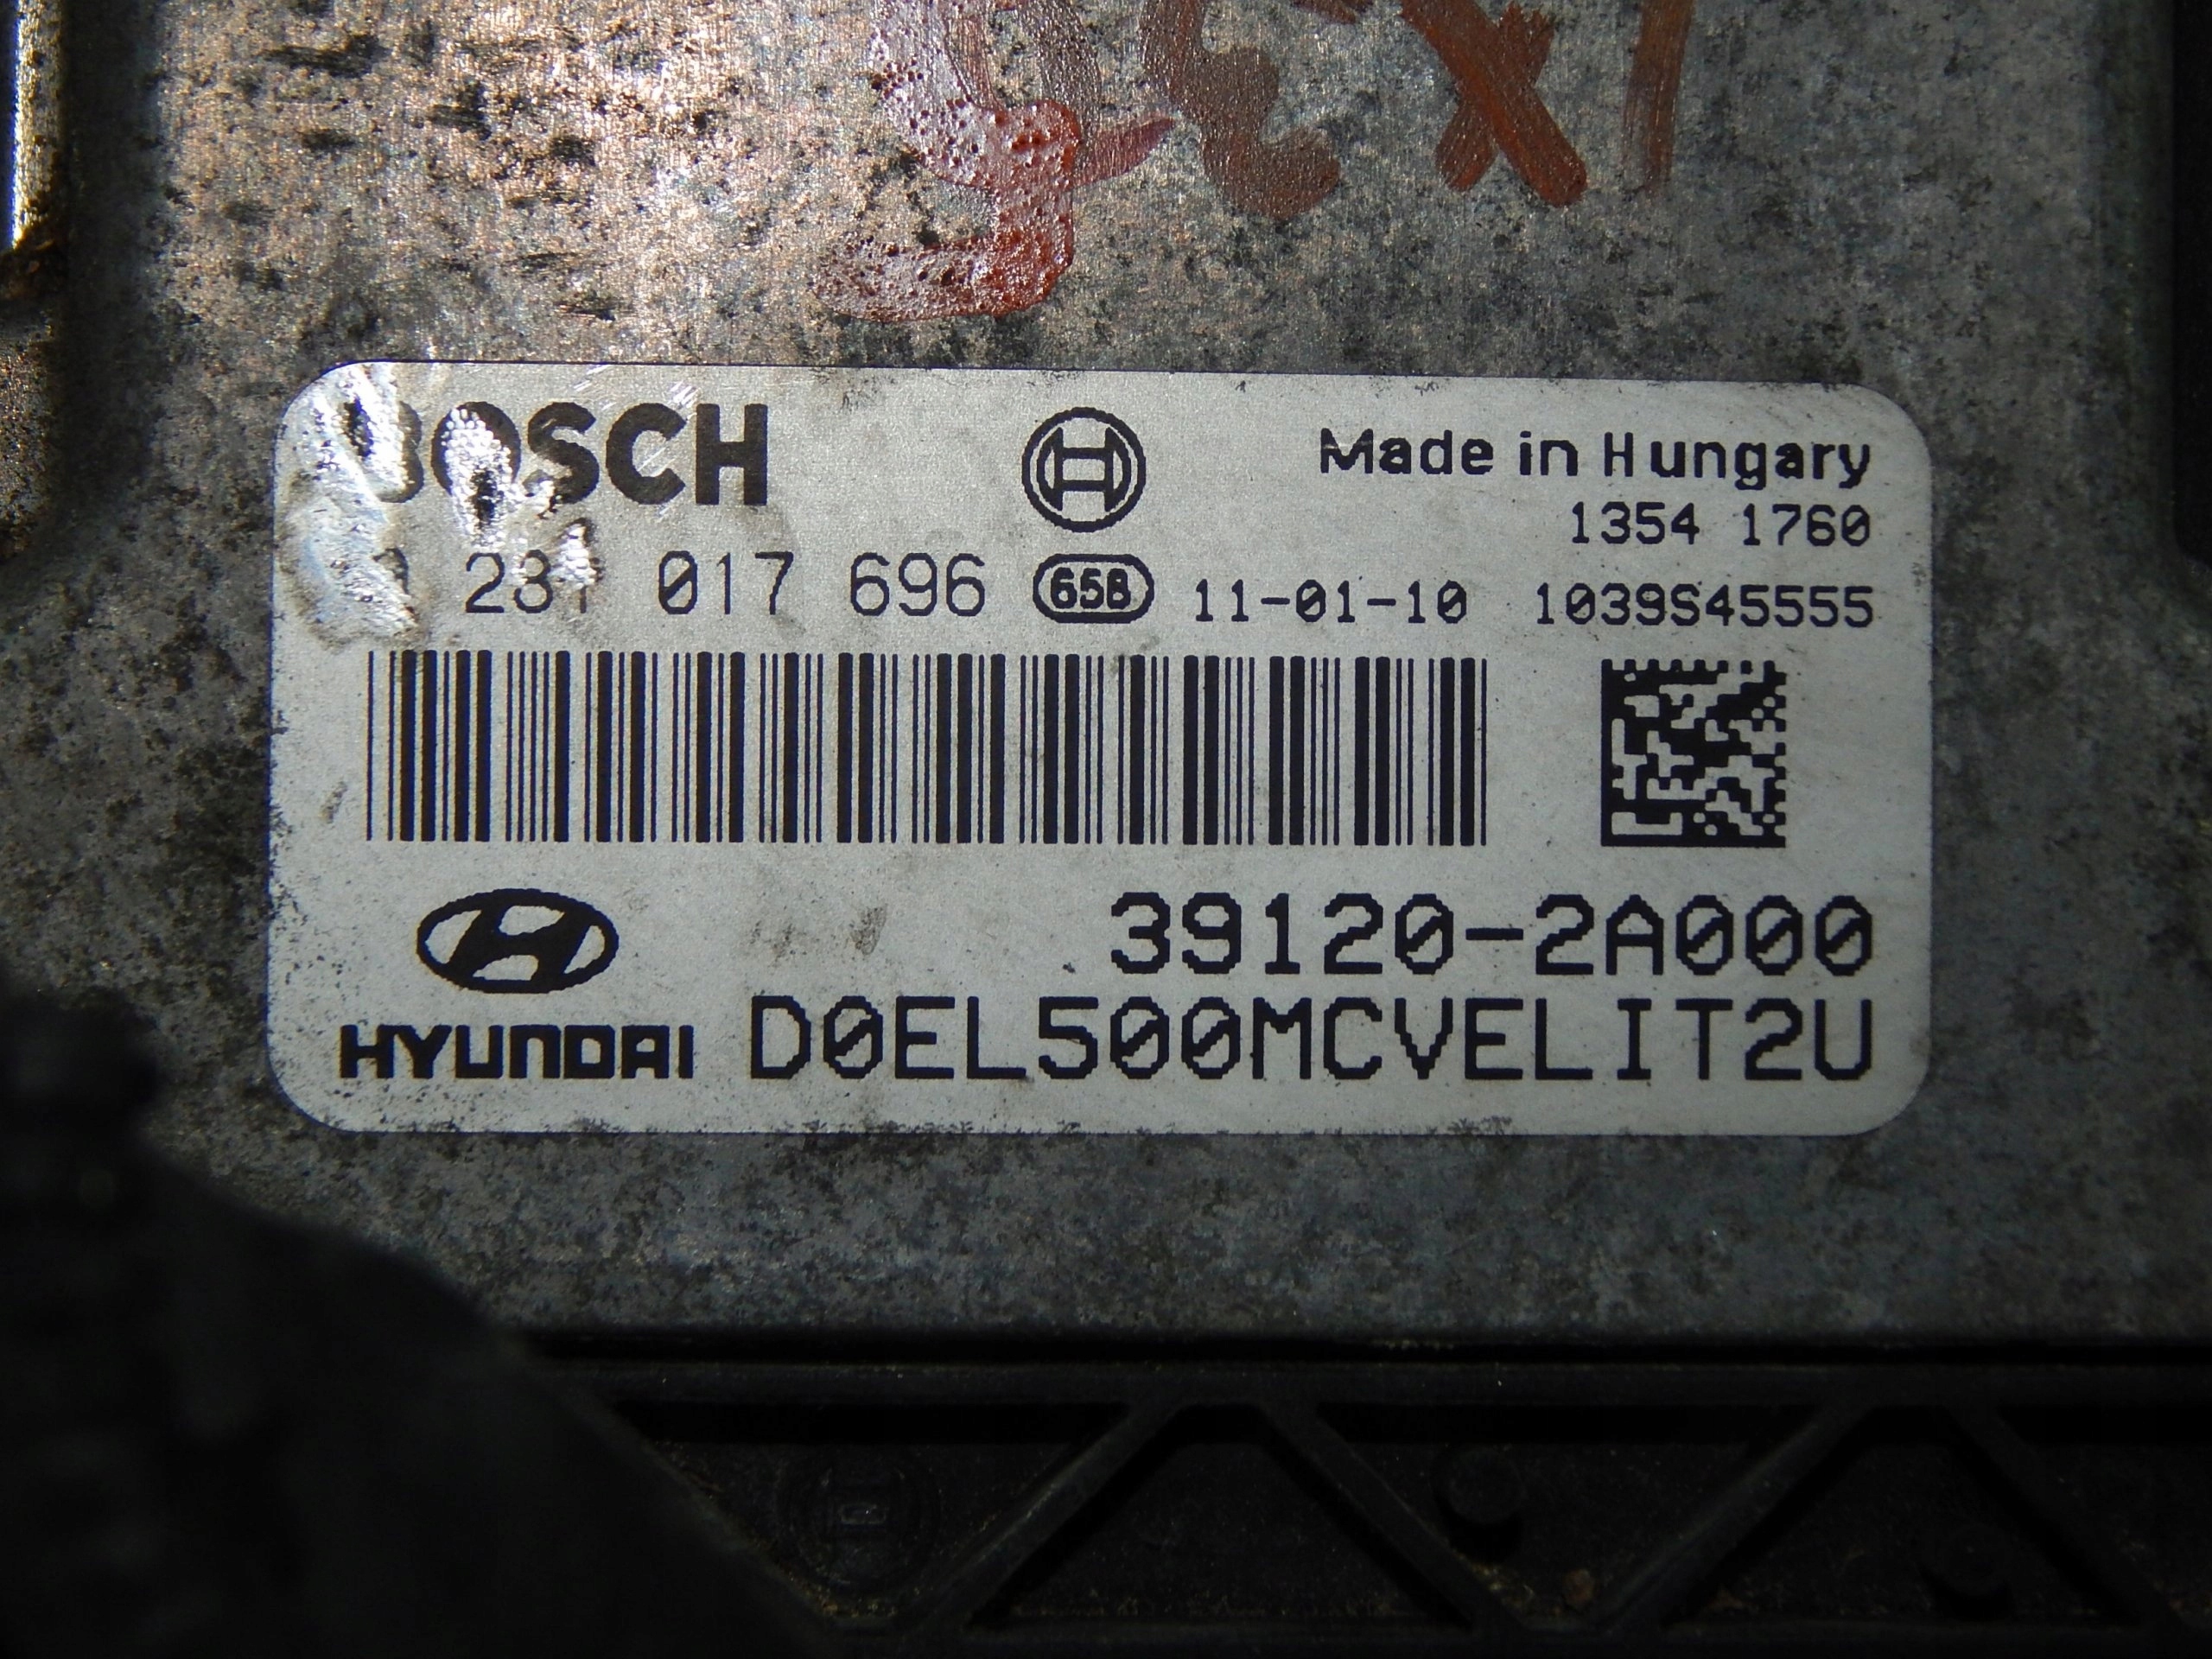 BOSCH
Made in Hungary
1354 1760
017 696 658 11-01-10 1039S45555
39120-2A000
HYUNDAI D0EL500MCVELIT2U